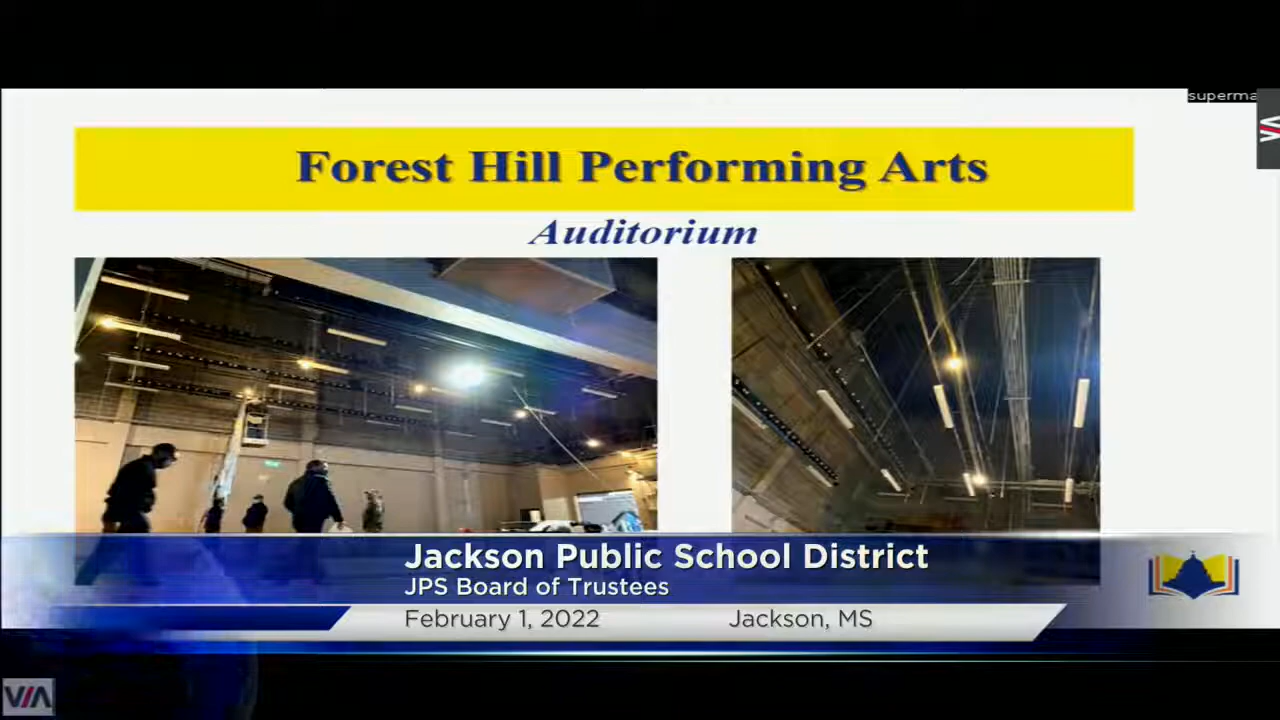 superma
Forest Hill Performing Arts
Auditorium
Jackson Public School District
JPS Board of Trustees
February 1, 2022
Jackson, MS
VIA